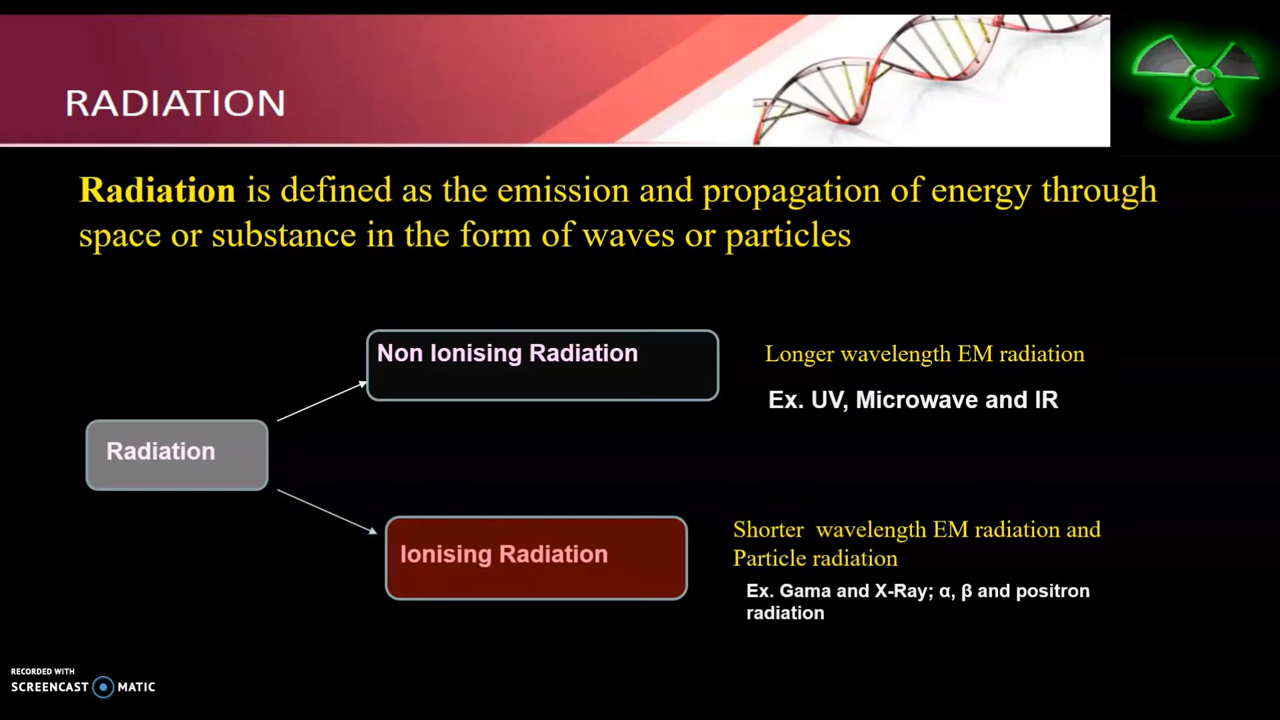 RADIATION
Radiation is defined as the emission and propagation of energy through
space or substance in the form of waves or particles
Non Ionising Radiation
Longer wavelength EM radiation
Ex. UV, Microwave and IR
Radiation
Ionising Radiation
Shorter wavelength EM radiation and
Particle radiation
Ex. Gama and X-Ray; α, β and positron
radiation
RECORDED WITH
SCREENCAST MATIC